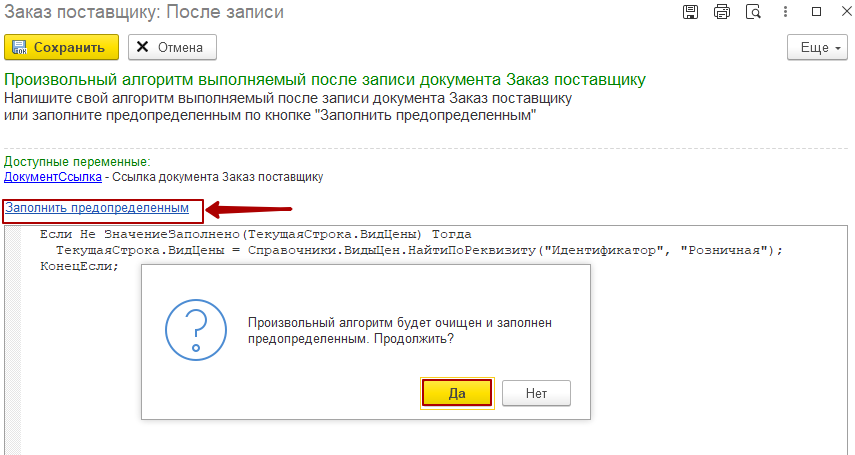 Заказ поставщику: После записи
Сохранить
Отмена
Еще
Произвольный алгоритм выполняемый после записи документа Заказ поставщику
Напишите свой алгоритм выполняемый после записи документа Заказ поставщику
или заполните предопределенным по кнопке "Заполнить предопределенным"
Доступные переменные:
ДокументСсылка - Ссылка документа Заказ поставщику
Заполнить предопределенным
Если Не ЗначениеЗаполнено(ТекущаяСтрока.ВидЦены) Тогда
ТекущаяСтрока.ВидЦены = Справочники.ВидыЦен.НайтиПоРеквизиту("Идентификатор", "Розничная");
КонецЕсли;
Произвольный алгоритм будет очищен и заполнен
предопределенным. Продолжить?
Да
Нет